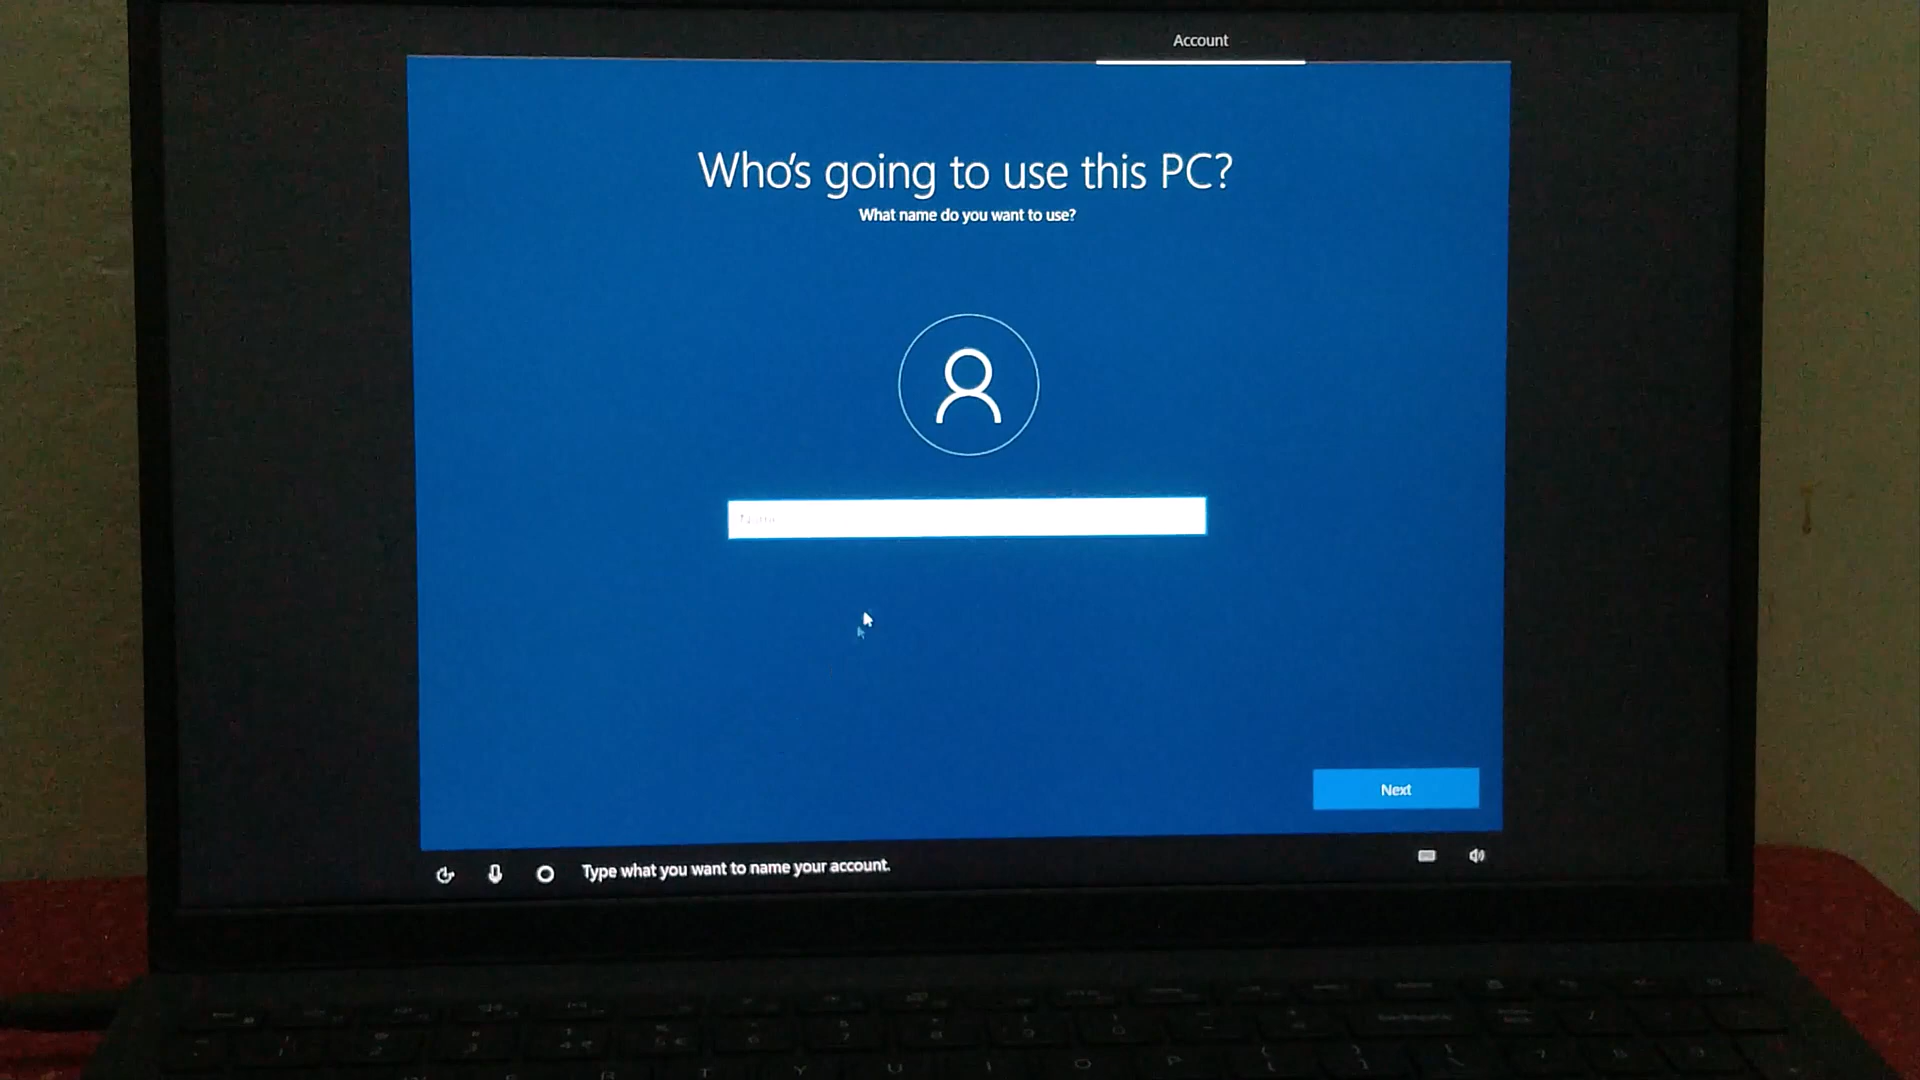 Account
Who's going to use this PC?
What name do you want to use?
Name
Next
Type what you want to name your account.